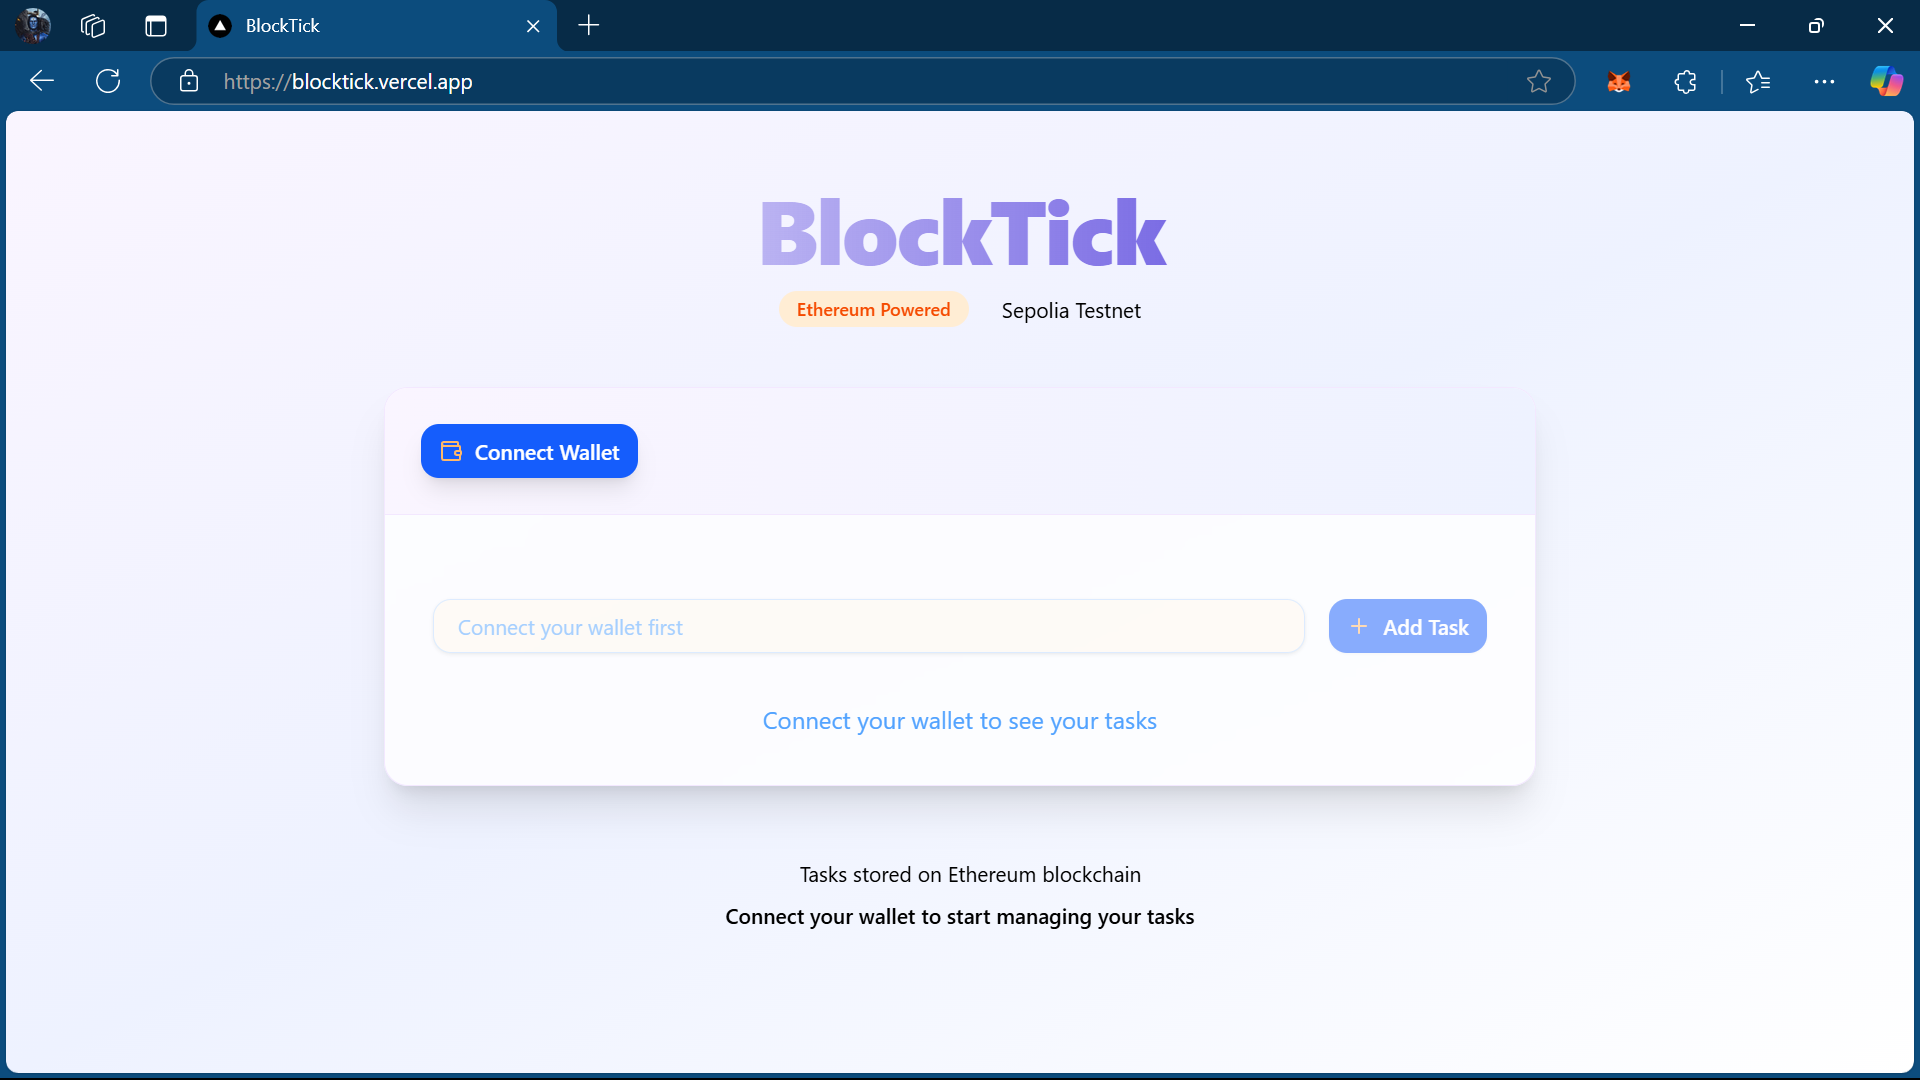 BlockTick
https://blocktick.vercel.app
BlockTick
Ethereum Powered
Sepolia Testnet
Connect Wallet
Connect your wallet first
Add Task
Connect your wallet to see your tasks
Tasks stored on Ethereum blockchain
Connect your wallet to start managing your tasks